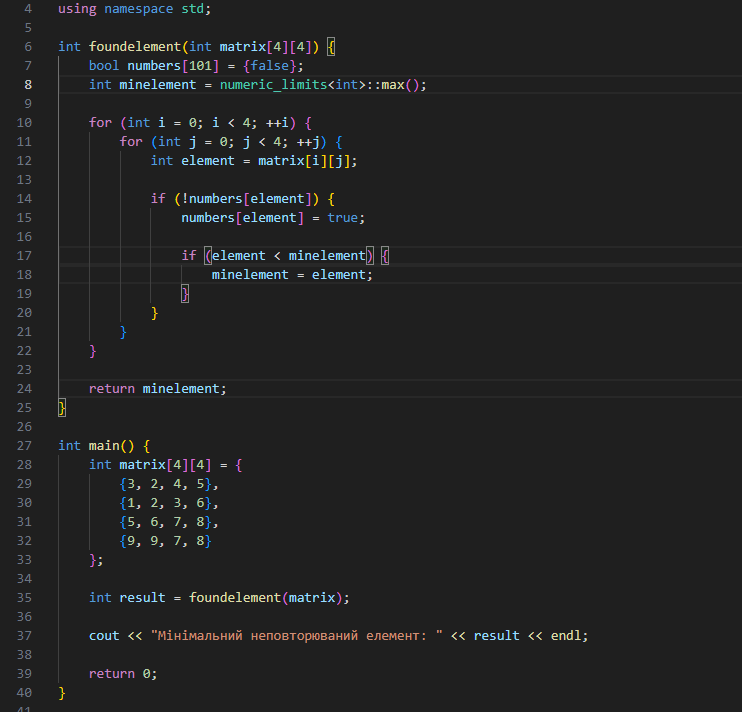 4 using namespace std;
5
6 int foundelement(int matrix[4][4]) {
7     bool numbers[101] = {false};
8     int minelement = numeric_limits<int>::max();
9
10     for (int i = 0; i < 4; ++i) {
11         for (int j = 0; j < 4; ++j) {
12             int element = matrix[i][j];
13
14             if (!numbers[element]) {
15                 numbers[element] = true;
16
17                 if (element < minelement) {
18                     minelement = element;
19                 }
20             }
21         }
22     }
23
24     return minelement;
25 }
26
27 int main() {
28     int matrix[4][4] = {
29         {3, 2, 4, 5},
30         {1, 2, 3, 6},
31         {5, 6, 7, 8},
32         {9, 9, 7, 8}
33     };
34
35     int result = foundelement(matrix);
36
37     cout << "Мінімальний неповторюваний елемент: " << result << endl;
38
39     return 0;
40 }
41